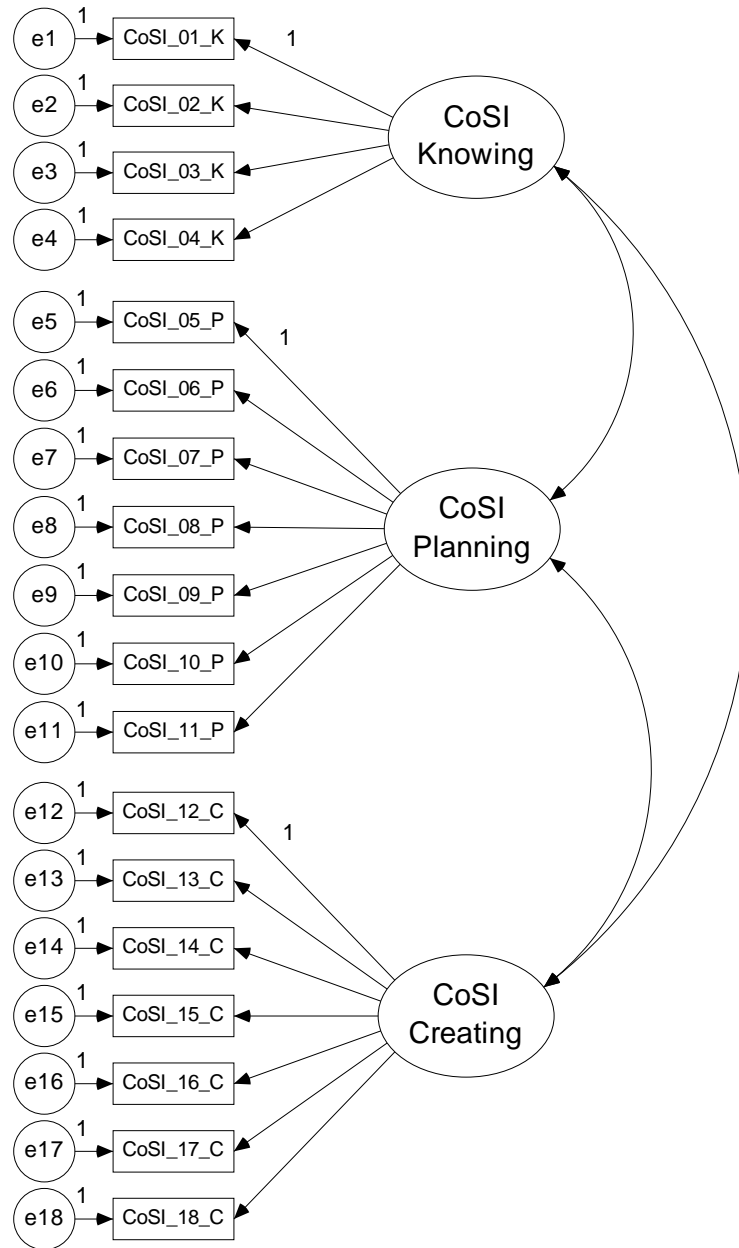 1
e1
CoSI_01_K
1
1
e2
CoSI_02_K
1
e3
CoSI_03_K
1
e4
CoSI_04_K
CoSI
Knowing
1
e5
CoSI_05_P
1
1
e6
CoSI_06_P
1
e7
CoSI_07_P
1
e8
CoSI_08_P
1
e9
CoSI_09_P
1
e10
CoSI_10_P
1
e11
CoSI_11_P
CoSI
Planning
1
e12
CoSI_12_C
1
1
e13
CoSI_13_C
1
e14
CoSI_14_C
1
e15
CoSI_15_C
1
e16
CoSI_16_C
1
e17
CoSI_17_C
1
e18
CoSI_18_C
CoSI
Creating